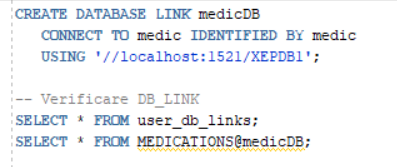 CREATE DATABASE LINK medicDB
CONNECT TO medic IDENTIFIED BY medic
USING '//localhost:1521/XEPDB1';
-- Verificare DB_LINK
SELECT * FROM user_db_links;
SELECT * FROM MEDICATIONS@medicDB;